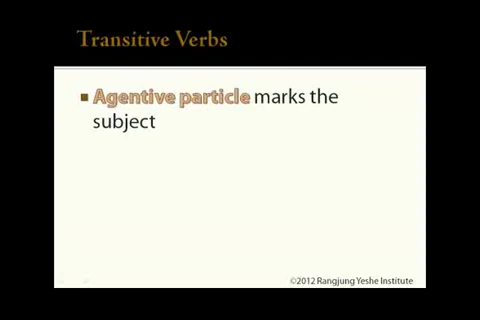 Transitive Verbs
Agentive particle marks the
subject
©2012 Rangjung Yeshe Institute